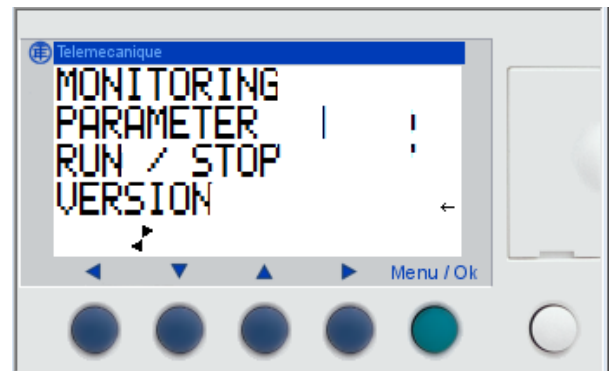 Telemecanique
MONITORING
PARAMETER
RUN / STOP
VERSION
Menu / Ok